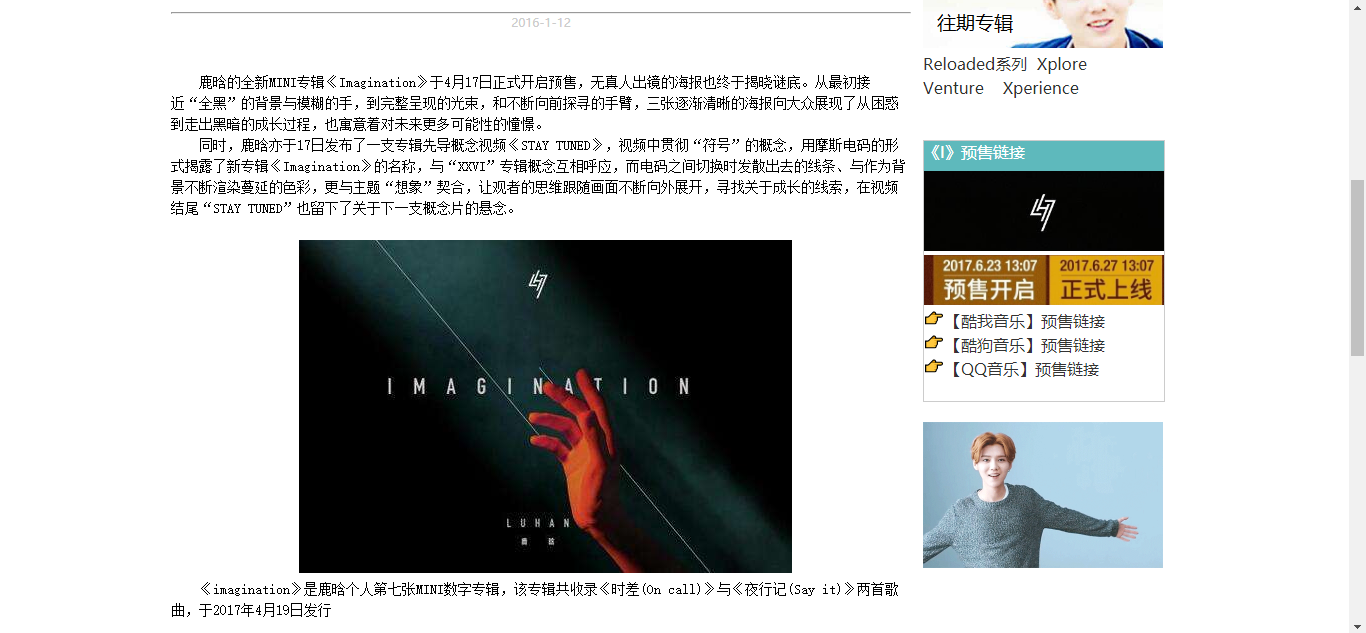 2016-1-12
鹿晗的全新MINI专辑《Imagination》于4月17日正式开启预售，无真人出镜的海报也终于揭晓谜底。从最初接
近“全黑”的背景与模糊的手，到完整呈现的光束，和不断向前探寻的手臂，三张逐渐清晰的海报向大众展现了从困惑
到走出黑暗的成长过程，也寓意着对未来更多可能性的憧憬。
同时，鹿晗亦于17日发布了一支专辑先导概念视频《STAY TUNED》，视频中贯彻“符号”的概念，用摩斯电码的形
式揭露了新专辑《Imagination》的名称，与“XXVI”专辑概念互相呼应，而电码之间切换时发散出去的线条、与作为背
景不断渲染蔓延的色彩，更与主题“想象”契合，让观者的思维跟随画面不断向外展开，寻找关于成长的线索，在视频
结尾“STAY TUNED”也留下了关于下一支概念片的悬念。
IMAGINATION
LUHAN
鹿 晗
《imagination》是鹿晗个人第七张MINI数字专辑，该专辑共收录《时差(On call)》与《夜行记(Say it)》两首歌
曲，于2017年4月19日发行
往期专辑
Reloaded系列 Xplore
Venture Xperience
《I》预售链接
2017.6.23 13:07 2017.6.27 13:07
预售开启 正式上线
【酷我音乐】预售链接
【酷狗音乐】预售链接
【QQ音乐】预售链接